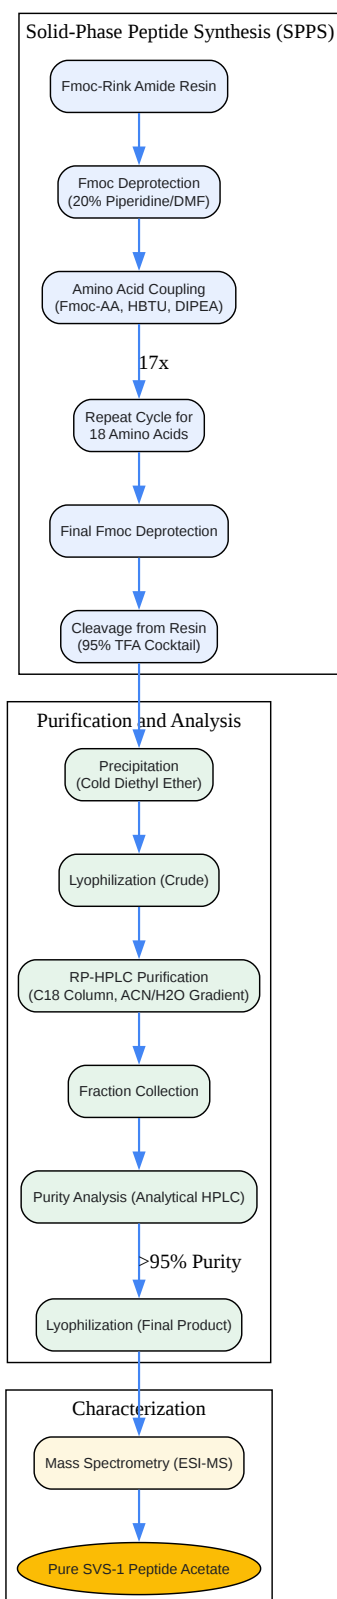 Solid-Phase Peptide Synthesis (SPPS)
Fmoc-Rink Amide Resin
Fmoc Deprotection
(20% Piperidine/DMF)
Amino Acid Coupling
(Fmoc-AA, HBTU, DIPEA)
17x
Repeat Cycle for
18 Amino Acids
Final Fmoc Deprotection
Cleavage from Resin
(95% TFA Cocktail)
Purification and Analysis
Precipitation
(Cold Diethyl Ether)
Lyophilization (Crude)
RP-HPLC Purification
(C18 Column, ACN/H2O Gradient)
Fraction Collection
Purity Analysis (Analytical HPLC)
>95% Purity
Lyophilization (Final Product)
Characterization
Mass Spectrometry (ESI-MS)
Pure SVS-1 Peptide Acetate